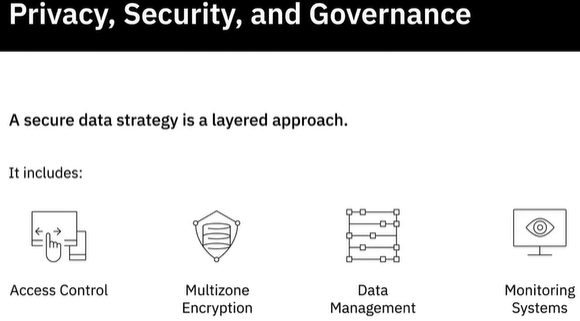 Privacy, Security, and Governance
A secure data strategy is a layered approach.
It includes:
Access Control
Multizone
Encryption
Data
Management
Monitoring
Systems